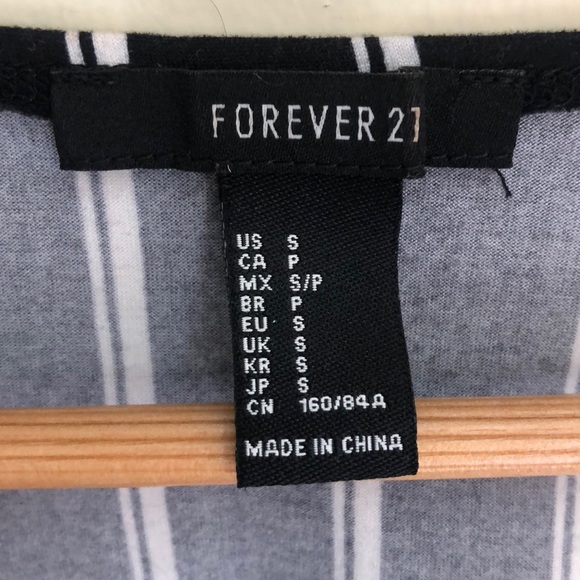 FOREVER 21
US S
CA P
MX S/P
BR P
EU S
UK S
KR S
JP S
CN 160/84A
MADE IN CHINA